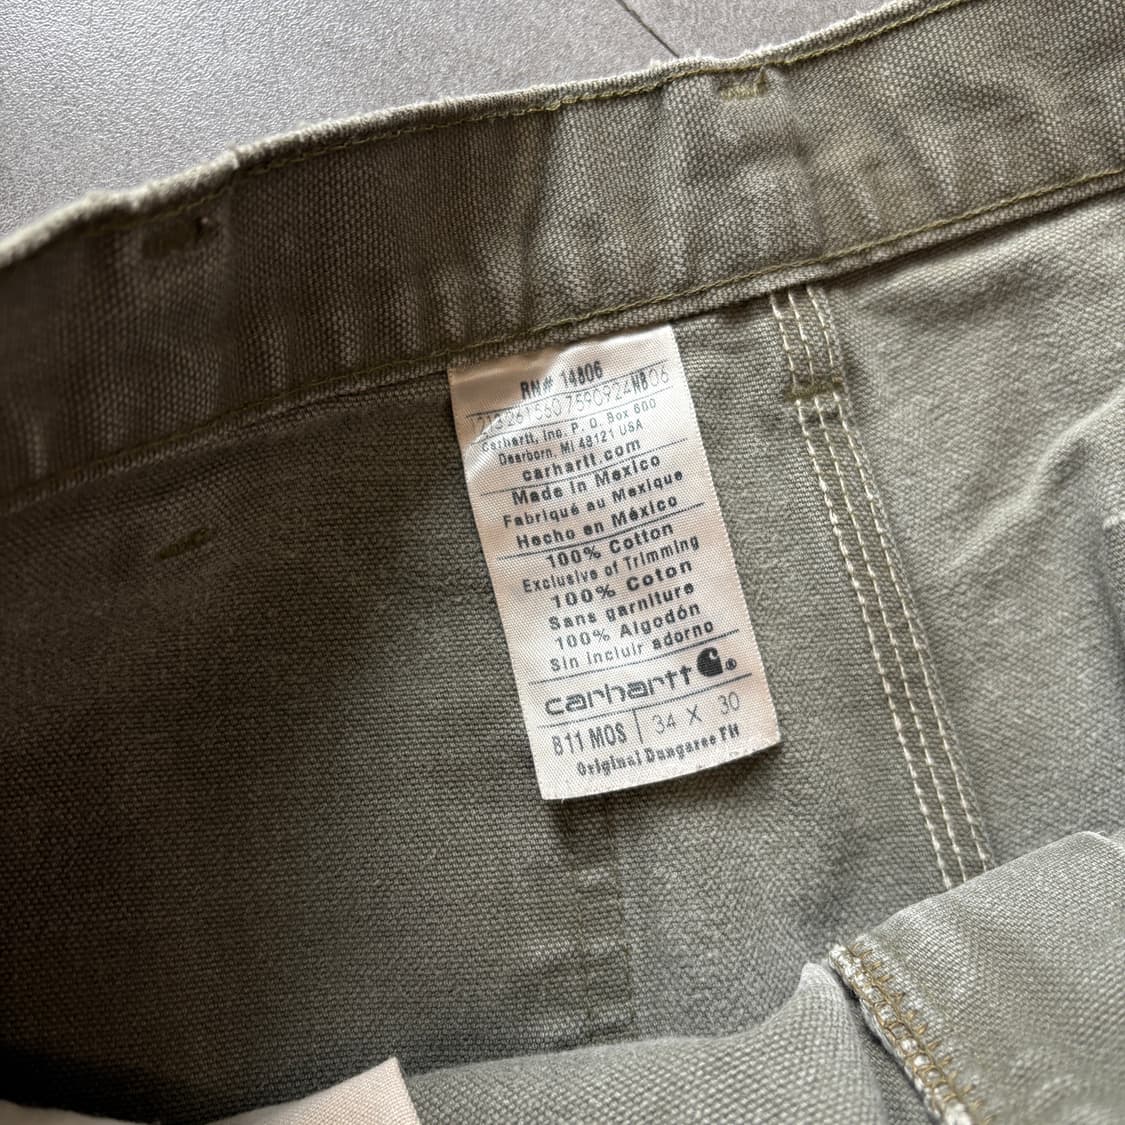 RN# 14806
Carhartt, Inc. P. O. Box 600
Dearborn, MI 48121 USA
carhartt.com
Made in Mexico
Fabriqué au Mexique
Hecho en México
100% Cotton
Exclusive of Trimming
100% Coton
Sans garniture
100% Algodón
Sin incluir adorno
carhartt ®
B11 MOS 34 X 30
Original Dungaree FH